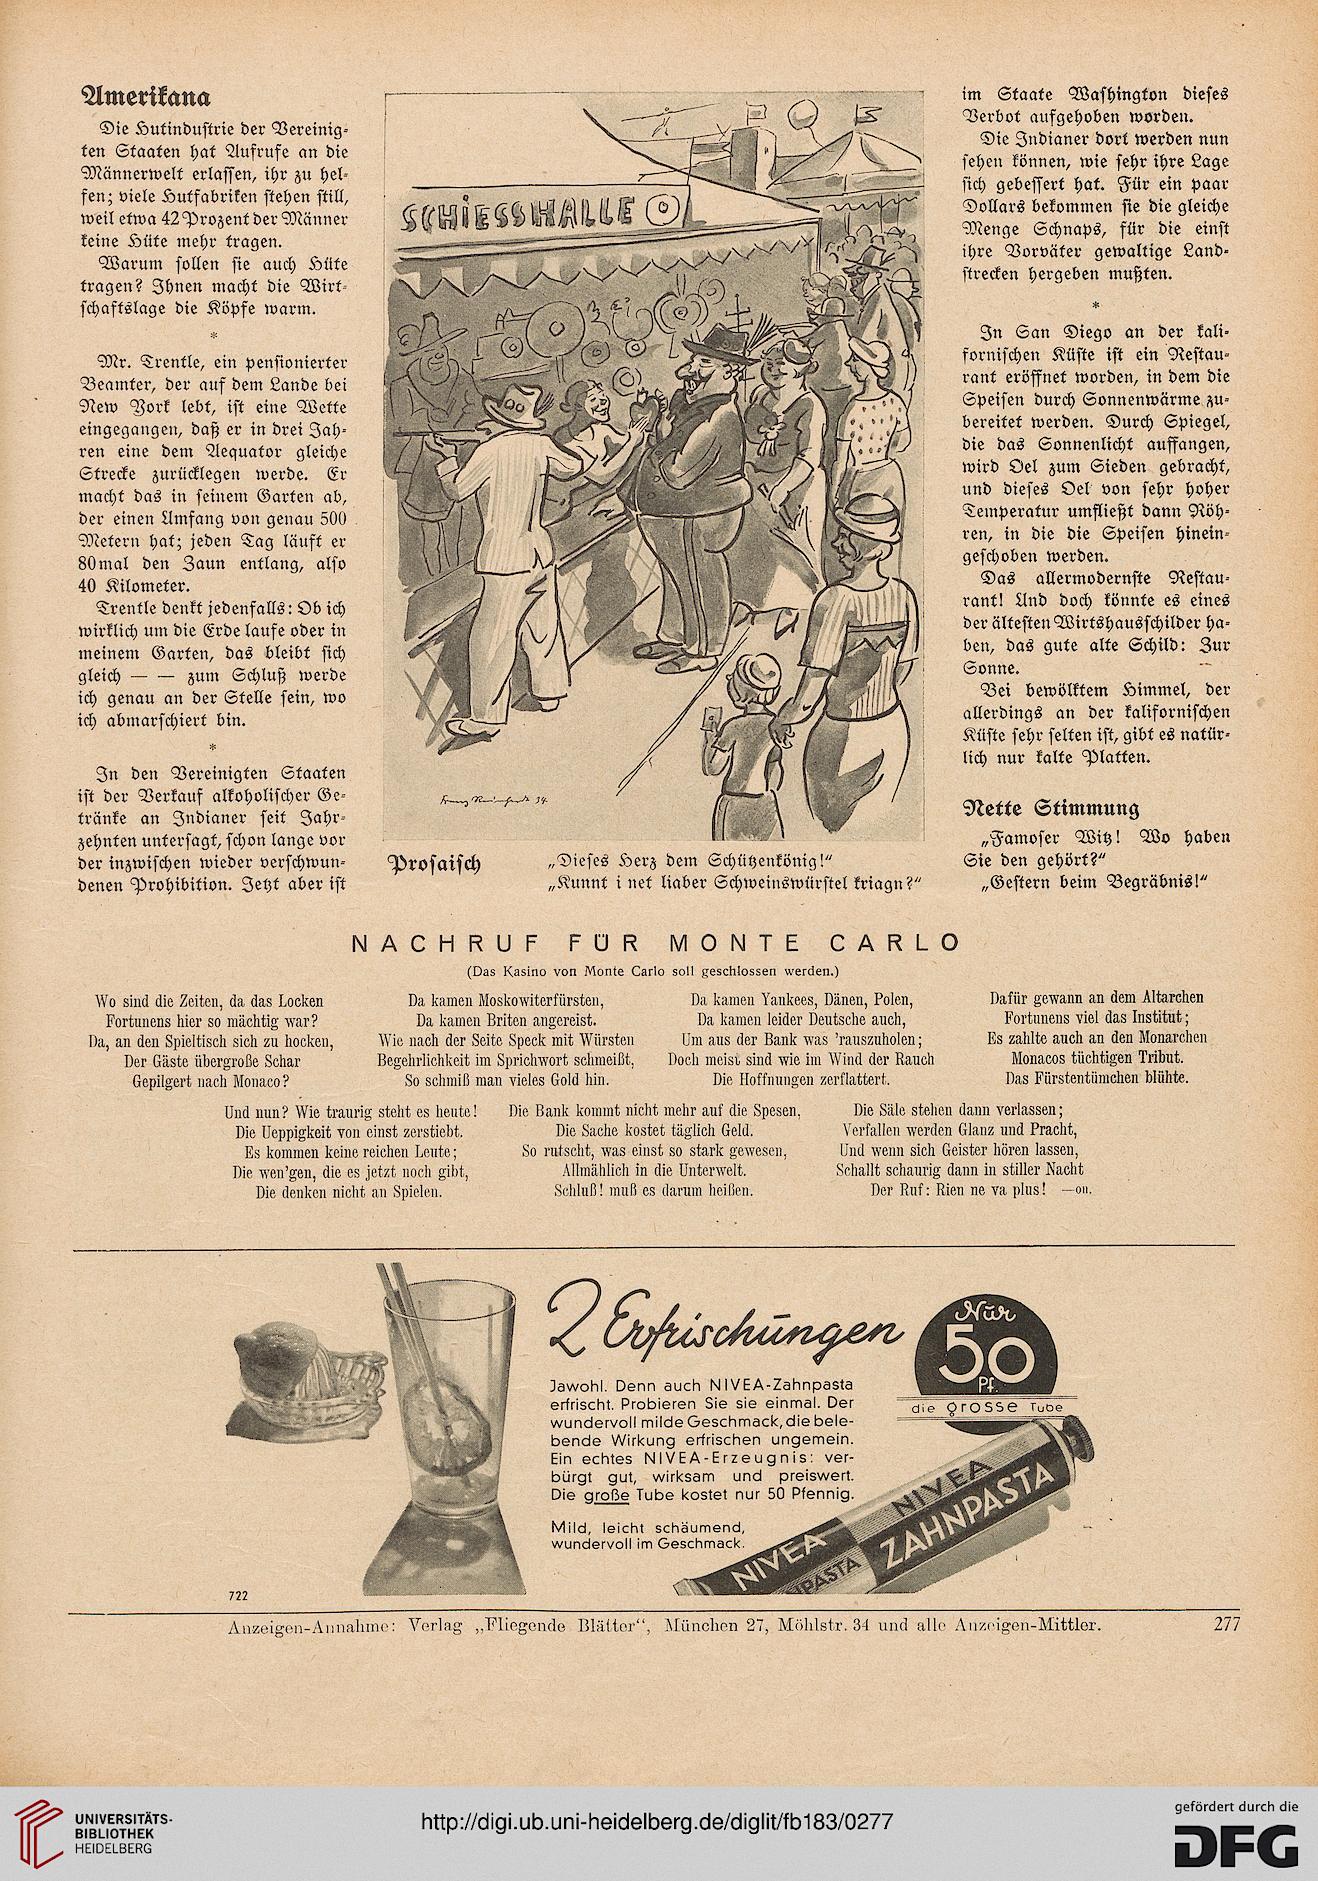 Amerikana
Die Hutindustrie der Vereinig-
ten Staaten hat Aufrufe an die
Männerwelt erlassen, ihr zu hel-
fen; viele Hutfabriken stehen still,
weil etwa 42 Prozent der Männer
keine Hüte mehr tragen.
Warum sollen sie auch Hüte
tragen? Ihnen macht die Wirt-
schaftslage die Köpfe warm.
*
Mr. Trentle, ein pensionierter
Beamter, der auf dem Lande bei
New York lebt, ist eine Wette
eingegangen, daß er in drei Jah-
ren eine dem Aequator gleiche
Strecke zurücklegen werde. Er
macht das in seinem Garten ab,
der einen Umfang von genau 500
Metern hat; jeden Tag läuft er
80mal den Zaun entlang, also
40 Kilometer.
Trentle denkt jedenfalls: Ob ich
wirklich um die Erde laufe oder in
meinem Garten, das bleibt sich
gleich — — zum Schluß werde
ich genau an der Stelle sein, wo
ich abmarschiert bin.
*
In den Vereinigten Staaten
ist der Verkauf alkoholischer Ge-
tränke an Indianer seit Jahr-
zehnten untersagt, schon lange vor
der inzwischen wieder verschwun-
denen Prohibition. Jetzt aber ist
SCHIESSHALLE
Franz Reinhardt 34.
Prosaisch
„Dieses Herz dem Schützenkönig!"
„Kunnt i net liaber Schweinswürstel kriagn?"
im Staate Washington dieses
Verbot aufgehoben worden.
Die Indianer dort werden nun
sehen können, wie sehr ihre Lage
sich gebessert hat. Für ein paar
Dollars bekommen sie die gleiche
Menge Schnaps, für die einst
ihre Vorväter gewaltige Land-
strecken hergeben mußten.
*
In San Diego an der kali-
fornischen Küste ist ein Restau-
rant eröffnet worden, in dem die
Speisen durch Sonnenwärme zu-
bereitet werden. Durch Spiegel,
die das Sonnenlicht auffangen,
wird Oel zum Sieden gebracht,
und dieses Oel von sehr hoher
Temperatur umfließt dann Röh-
ren, in die die Speisen hinein-
geschoben werden.
Das allermodernste Restau-
rant! Und doch könnte es eines
der ältesten Wirtshausschilder ha-
ben, das gute alte Schild: Zur
Sonne.
Bei bewölktem Himmel, der
allerdings an der kalifornischen
Küste sehr selten ist, gibt es natür-
lich nur kalte Platten.
Nette Stimmung
„Famoser Witz! Wo haben
Sie den gehört?"
„Gestern beim Begräbnis!"
NACHRUF FÜR MONTE CARLO
(Das Kasino von Monte Carlo soll geschlossen werden.)
Wo sind die Zeiten, da das Locken
Fortunens hier so mächtig war?
Da, an den Spieltisch sich zu hocken,
Der Gäste übergroße Schar
Gepilgert nach Monaco?
Da kamen Moskowiterfürsten,
Da kamen Briten angereist.
Wie nach der Seite Speck mit Würsten
Begehrlichkeit im Sprichwort schmeißt,
So schmiß man vieles Gold hin.
Da kamen Yankees, Dänen, Polen,
Da kamen leider Deutsche auch,
Um aus der Bank was 'rauszuholen;
Doch meist sind wie im Wind der Rauch
Die Hoffnungen zerflattert.
Dafür gewann an dem Altarchen
Fortunens viel das Institut;
Es zahlte auch an den Monarchen
Monacos tüchtigen Tribut.
Das Fürstentümchen blühte.
Und nun? Wie traurig steht es heute!
Die Ueppigkeit von einst zerstiebt.
Es kommen keine reichen Leute;
Die wen'gen, die es jetzt noch gibt,
Die denken nicht an Spielen.
Die Bank kommt nicht mehr auf die Spesen,
Die Sache kostet täglich Geld.
So rutscht, was einst so stark gewesen,
Allmählich in die Unterwelt.
Schluß! muß es darum heißen.
Die Säle stehen dann verlassen;
Verfallen werden Glanz und Pracht,
Und wenn sich Geister hören lassen,
Schallt schaurig dann in stiller Nacht
Der Ruf: Rien ne va plus! —on.
2 Erfrischungen
Jawohl. Denn auch NIVEA-Zahnpasta
erfrischt. Probieren Sie sie einmal. Der
wundervoll milde Geschmack, die bele-
bende Wirkung erfrischen ungemein.
Ein echtes NIVEA-Erzeugnis: ver-
bürgt gut, wirksam und preiswert.
Die große Tube kostet nur 50 Pfennig.
Mild, leicht schäumend,
wundervoll im Geschmack.
Nur
50
Pf.
die grosse Tube
NIVEA
ZAHNPASTA
NIVEA
PASTA
722
Anzeigen-Annahme: Verlag „Fliegende Blätter“, München 27, Möhlstr. 34 und alle Anzeigen-Mittler.
277
UNIVERSITÄTS-
BIBLIOTHEK
HEIDELBERG
http://digi.ub.uni-heidelberg.de/diglit/fb183/0277
gefördert durch die
DFG